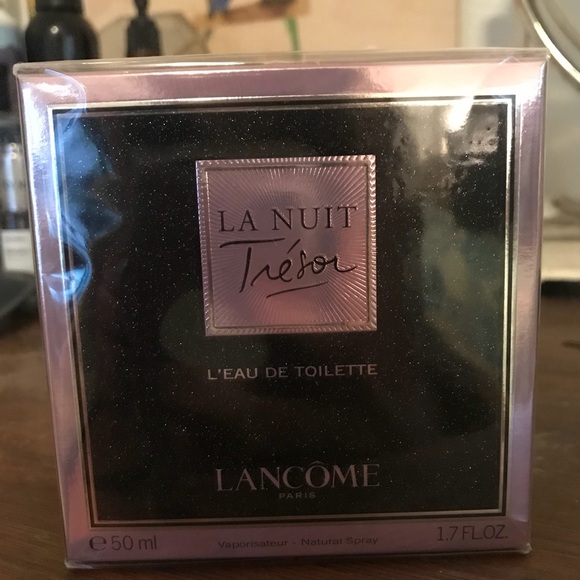 LA NUIT
Trésor
L'EAU DE TOILETTE
LANCÔME
PARIS
℮50 ml Vaporisateur - Natural Spray 1.7 FL.OZ.